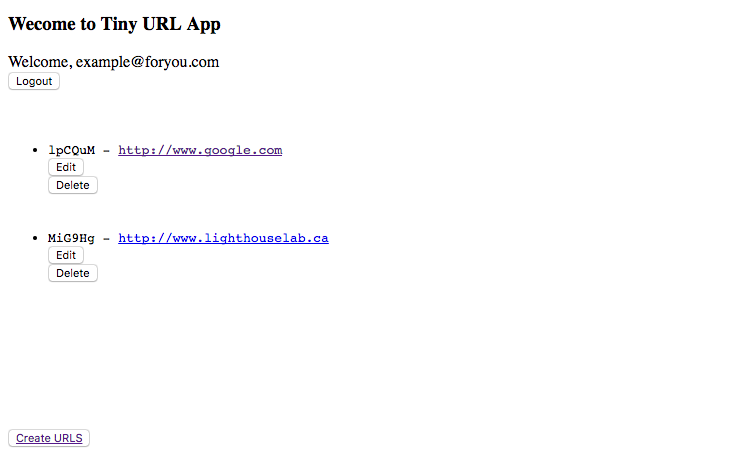 Wecome to Tiny URL App
Welcome, example@foryou.com
Logout
lpCQuM - http://www.google.com
Edit
Delete
MiG9Hg - http://www.lighthouselab.ca
Edit
Delete
Create URLS